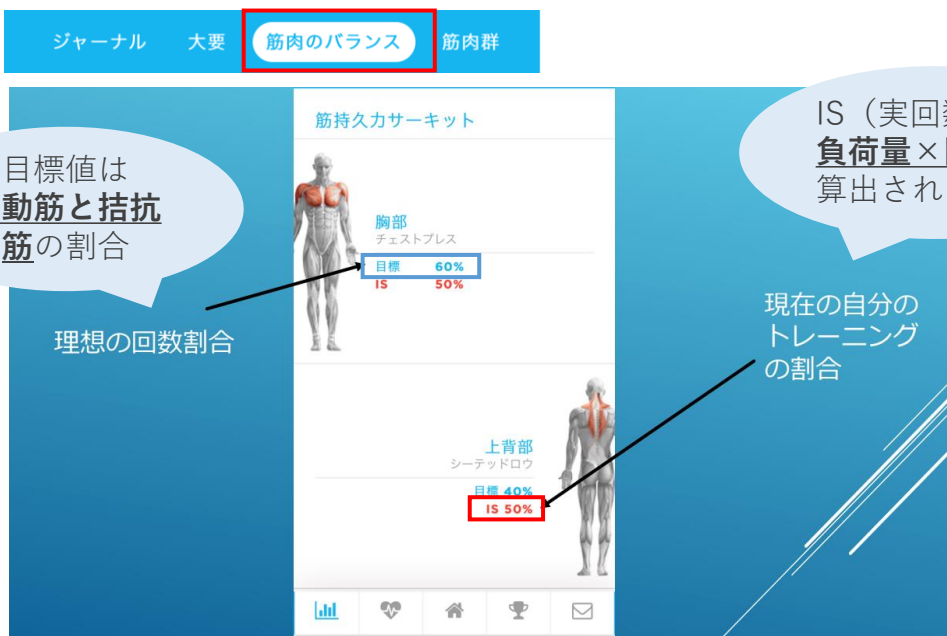 ジャーナル 大要 筋肉のバランス 筋肉群
筋持久力サーキット
目標値は
動筋と拮抗
筋の割合
理想の回数割合
胸部
チェストプレス
目標 60%
IS 50%
上背部
シーテッドロウ
目標 40%
IS 50%
IS（実回
負荷量×
算出され
現在の自分の
トレーニング
の割合